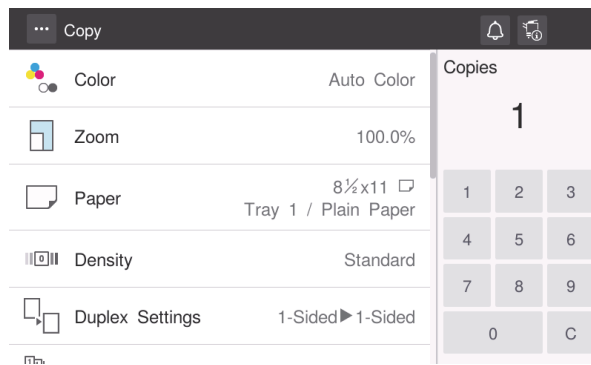 Copy
Color
Auto Color
Zoom
100.0%
Paper
8½x11
Tray 1 / Plain Paper
0
Density
Standard
Duplex Settings
1-Sided▶1-Sided
Copies
1
1 2 3
4 5 6
7 8 9
0 C